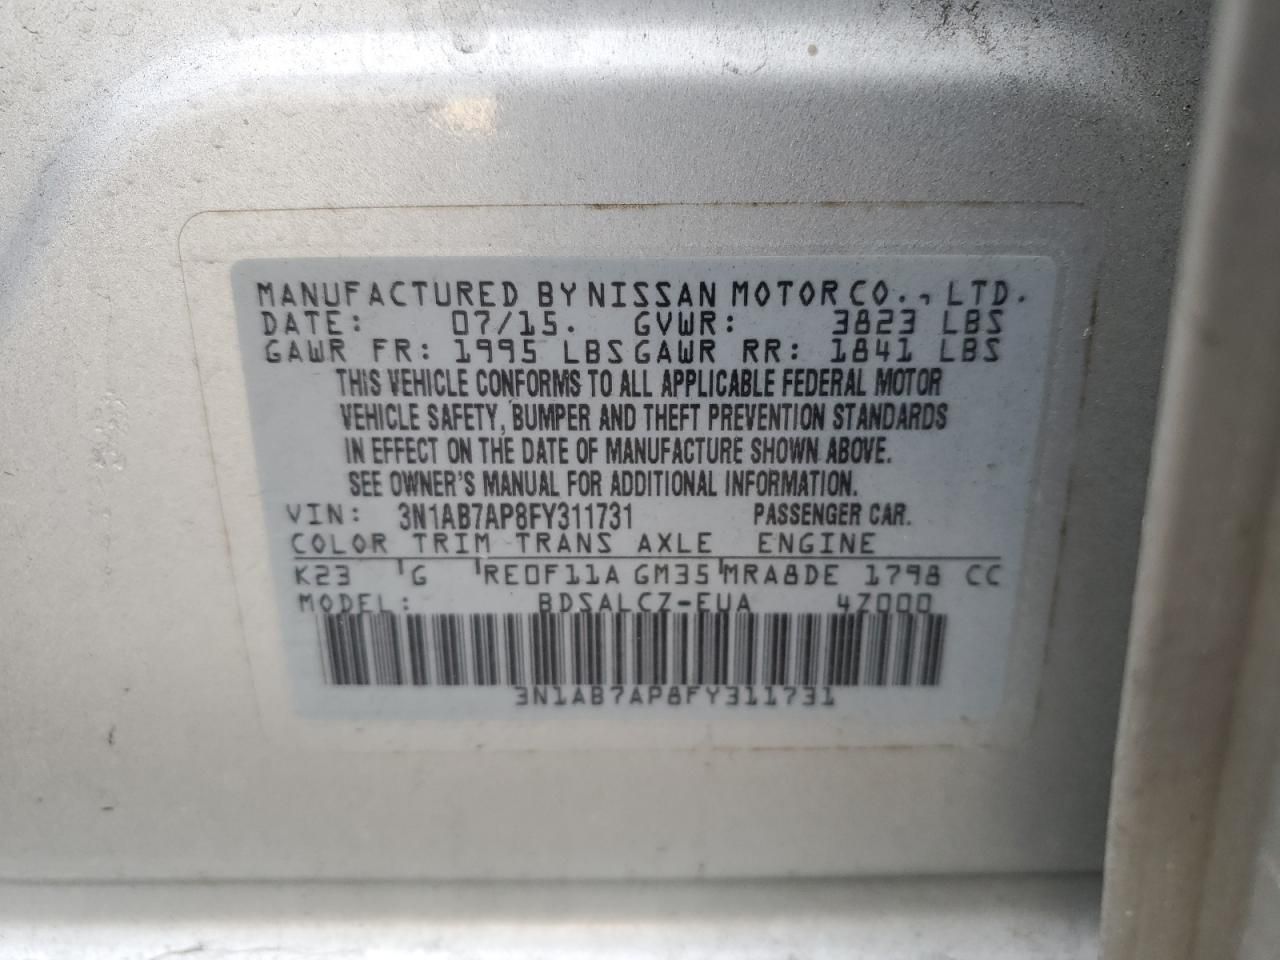 MANUFACTURED BY NISSAN MOTOR CO., LTD.
DATE: 07/15. GVWR: 3823 LBS
GAWR FR: 1995 LBS GAWR RR: 1841 LBS
THIS VEHICLE CONFORMS TO ALL APPLICABLE FEDERAL MOTOR
VEHICLE SAFETY, BUMPER AND THEFT PREVENTION STANDARDS
IN EFFECT ON THE DATE OF MANUFACTURE SHOWN ABOVE.
SEE OWNER'S MANUAL FOR ADDITIONAL INFORMATION.
VIN: 3N1AB7AP8FY311731 PASSENGER CAR.
COLOR TRIM TRANS AXLE ENGINE
K23 'G 'RE0F11A GM35'MRA8DE 1798 CC
MODEL: BDSALCZ-EUA 4Z000
3N1AB7AP8FY311731